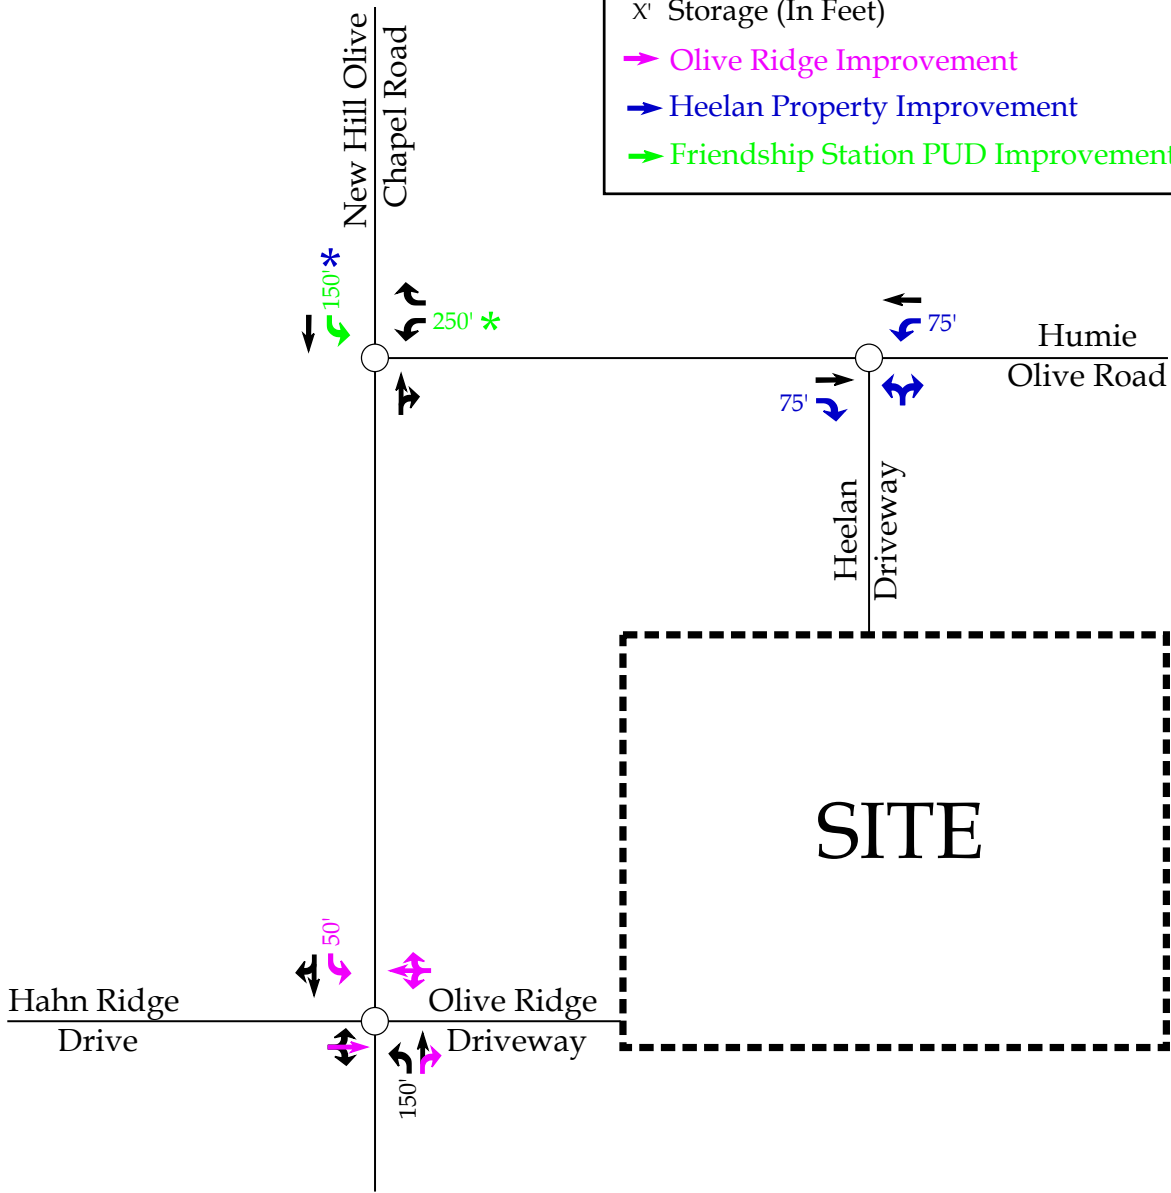 X' Storage (In Feet)
Olive Ridge Improvement
Heelan Property Improvement
Friendship Station PUD Improvement
New Hill Olive
Chapel Road
150'*
250' *
75'
Humie
Olive Road
75'
Heelan
Driveway
SITE
50'
Hahn Ridge
Drive
Olive Ridge
Driveway
150'